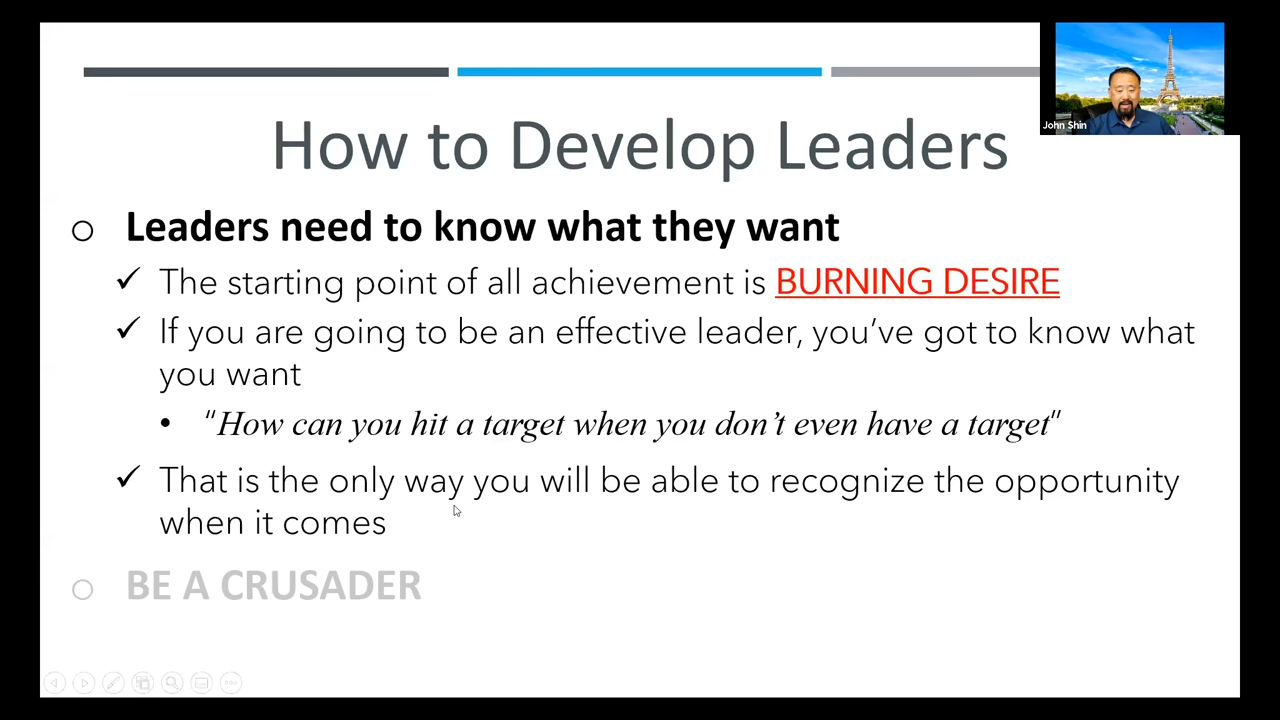 John Shin
How to Develop Leaders
Leaders need to know what they want
The starting point of all achievement is BURNING DESIRE
If you are going to be an effective leader, you’ve got to know what
you want
"How can you hit a target when you don’t even have a target"
That is the only way you will be able to recognize the opportunity
when it comes
BE A CRUSADER